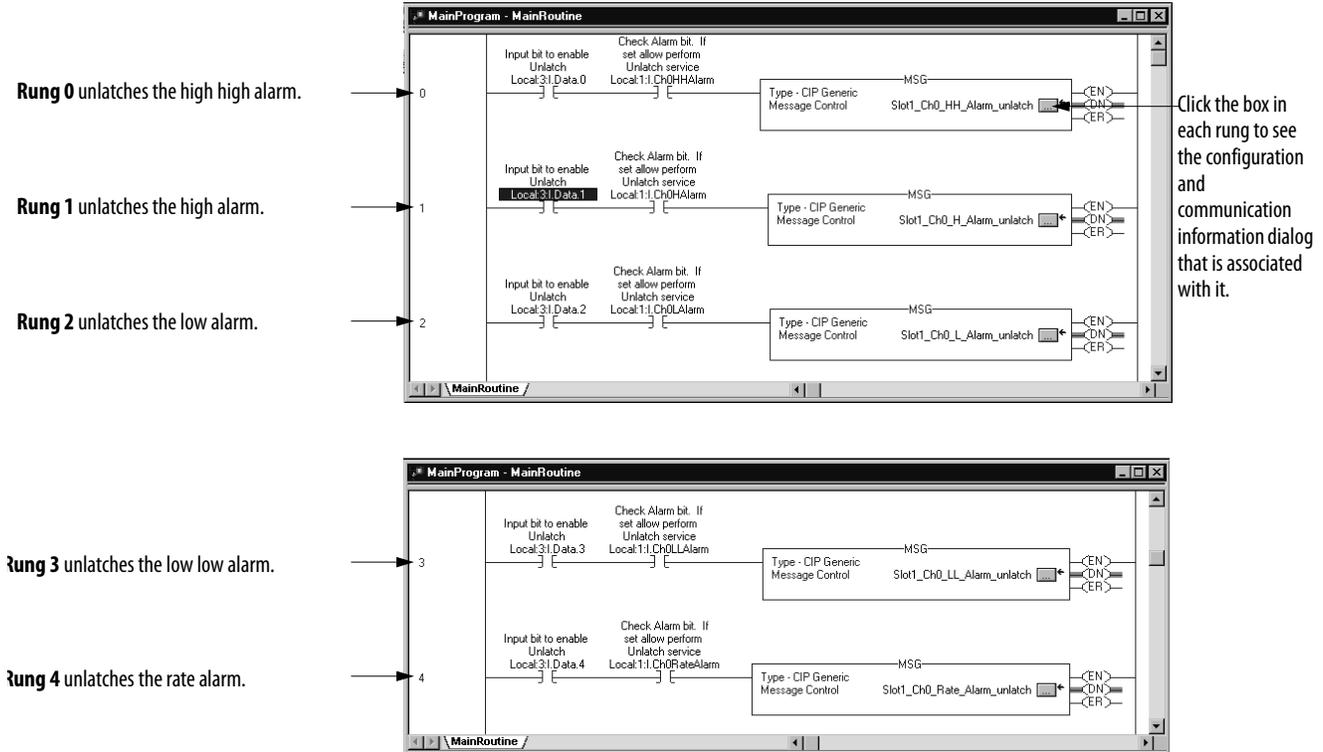 MainProgram - MainRoutine
Rung 0 unlatches the high high alarm.
0
Input bit to enable
Unlatch
Local:3:I.Data.0
Check Alarm bit. If
set allow perform
Unlatch service
Local:1:I.Ch0HHAlarm
MSG
Type - CIP Generic
Message Control
Slot1_Ch0_HH_Alarm_unlatch
...
EN
DN
ER
Click the box in
each rung to see
the configuration
and
communication
information dialog
that is associated
with it.
Rung 1 unlatches the high alarm.
1
Input bit to enable
Unlatch
Local:3:I.Data.1
Check Alarm bit. If
set allow perform
Unlatch service
Local:1:I.Ch0HAlarm
MSG
Type - CIP Generic
Message Control
Slot1_Ch0_H_Alarm_unlatch
...
EN
DN
ER
Rung 2 unlatches the low alarm.
2
Input bit to enable
Unlatch
Local:3:I.Data.2
Check Alarm bit. If
set allow perform
Unlatch service
Local:1:I.Ch0LAlarm
MSG
Type - CIP Generic
Message Control
Slot1_Ch0_L_Alarm_unlatch
...
EN
DN
ER
MainRoutine
MainProgram - MainRoutine
Rung 3 unlatches the low low alarm.
3
Input bit to enable
Unlatch
Local:3:I.Data.3
Check Alarm bit. If
set allow perform
Unlatch service
Local:1:I.Ch0LLAlarm
MSG
Type - CIP Generic
Message Control
Slot1_Ch0_LL_Alarm_unlatch
...
EN
DN
ER
Rung 4 unlatches the rate alarm.
4
Input bit to enable
Unlatch
Local:3:I.Data.4
Check Alarm bit. If
set allow perform
Unlatch service
Local:1:I.Ch0RateAlarm
MSG
Type - CIP Generic
Message Control
Slot1_Ch0_Rate_Alarm_unlatch
...
EN
DN
ER
MainRoutine